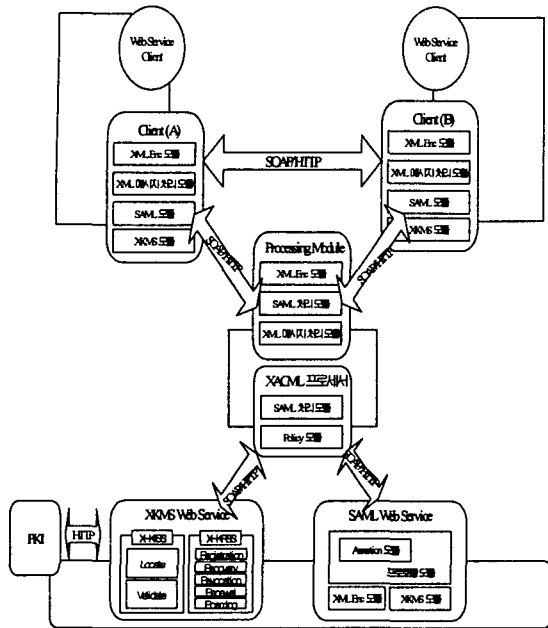 Web Service
Client
Web Service
Client
Client (A)
XML Enc 모듈
XML 메시지 처리 모듈
SAML 모듈
XKMS 모듈
Client (B)
XML Enc 모듈
XML 메시지 처리 모듈
SAML 모듈
XKMS 모듈
SOAP/HTTP
SOAP/HTTP
SOAP/HTTP
Processing Module
XML Enc 모듈
SAML 처리 모듈
XML 메시지 처리 모듈
XACML 프로세서
SAML 처리 모듈
Policy 모듈
SOAP/HTTP
SOAP/HTTP
PKI
HTTP
XKMS Web Service
X-KISS
Locate
Validate
X-KRSS
Registration
Recovery
Revocation
SAML Web Service
Assertion 모듈
프로토콜 모듈
XML Enc 모듈
XKMS 모듈